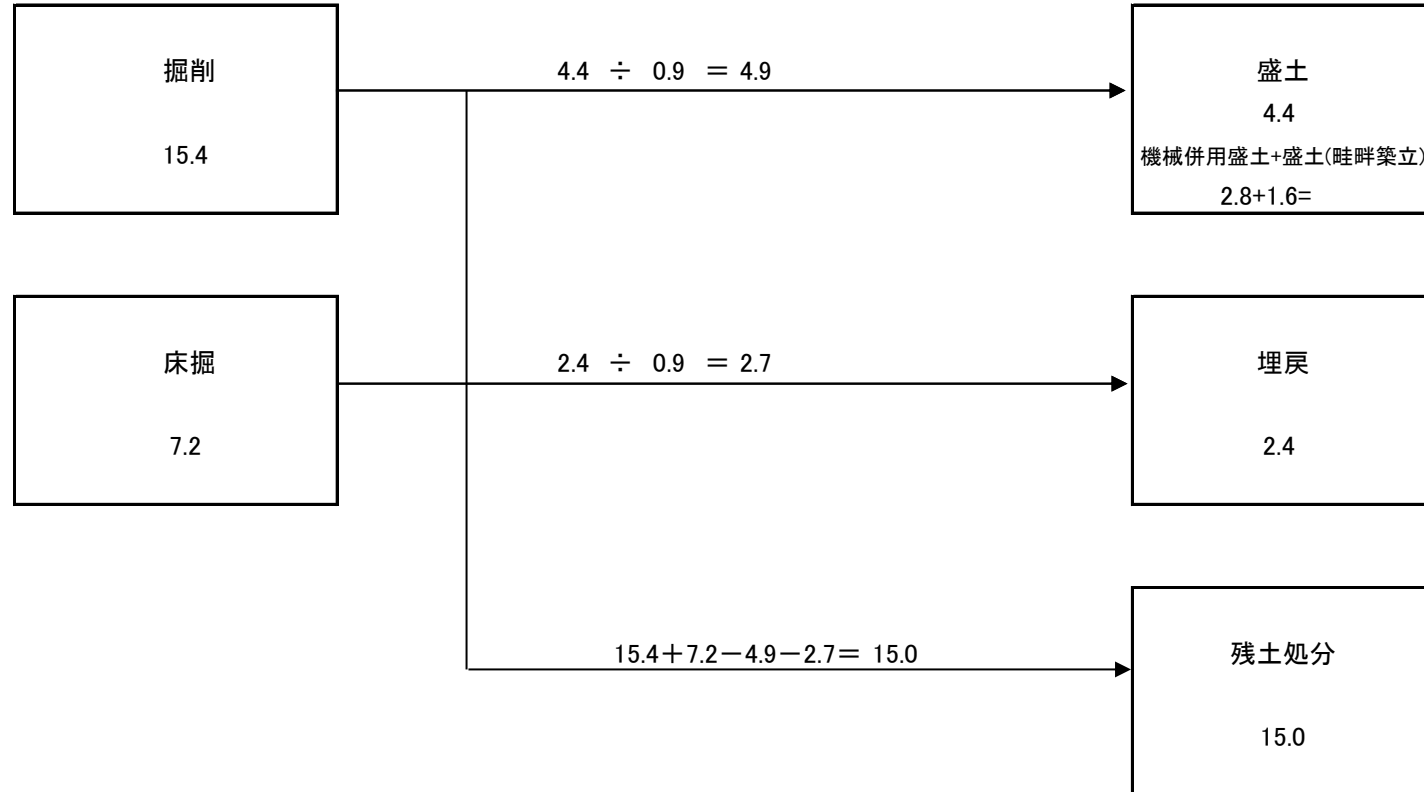 掘削
15.4
4.4 ÷ 0.9 ＝ 4.9
盛土
4.4
機械併用盛土+盛土(畦畔築立)
2.8+1.6=
床掘
7.2
2.4 ÷ 0.9 ＝ 2.7
埋戻
2.4
15.4＋7.2－4.9－2.7＝ 15.0
残土処分
15.0